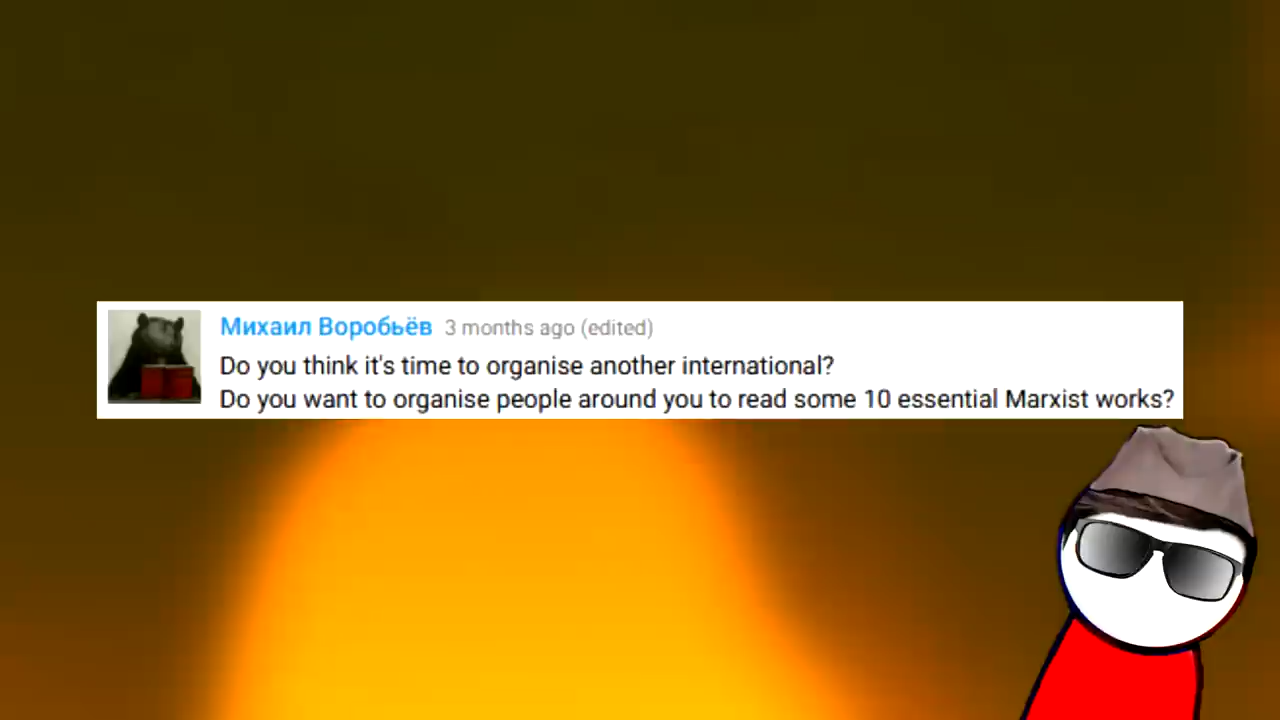 Михаил Воробьёв 3 months ago (edited)
Do you think it's time to organise another international?
Do you want to organise people around you to read some 10 essential Marxist works?